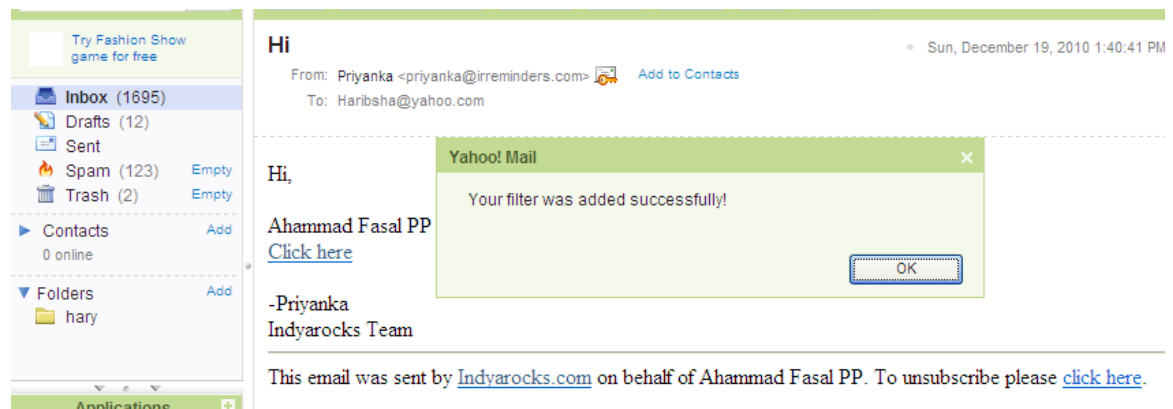 Try Fashion Show
game for free
Inbox (1695)
Drafts (12)
Sent
Spam (123) Empty
Trash (2) Empty
Contacts Add
0 online
Folders Add
hary
Applications
Hi
Sun, December 19, 2010 1:40:41 PM
From: Priyanka <priyanka@irreminders.com> Add to Contacts
To: Haribsha@yahoo.com
Hi,
Ahammad Fasal PP
Click here
-Priyanka
Indyarocks Team
This email was sent by Indyarocks.com on behalf of Ahammad Fasal PP. To unsubscribe please click here.
Yahoo! Mail
Your filter was added successfully!
OK